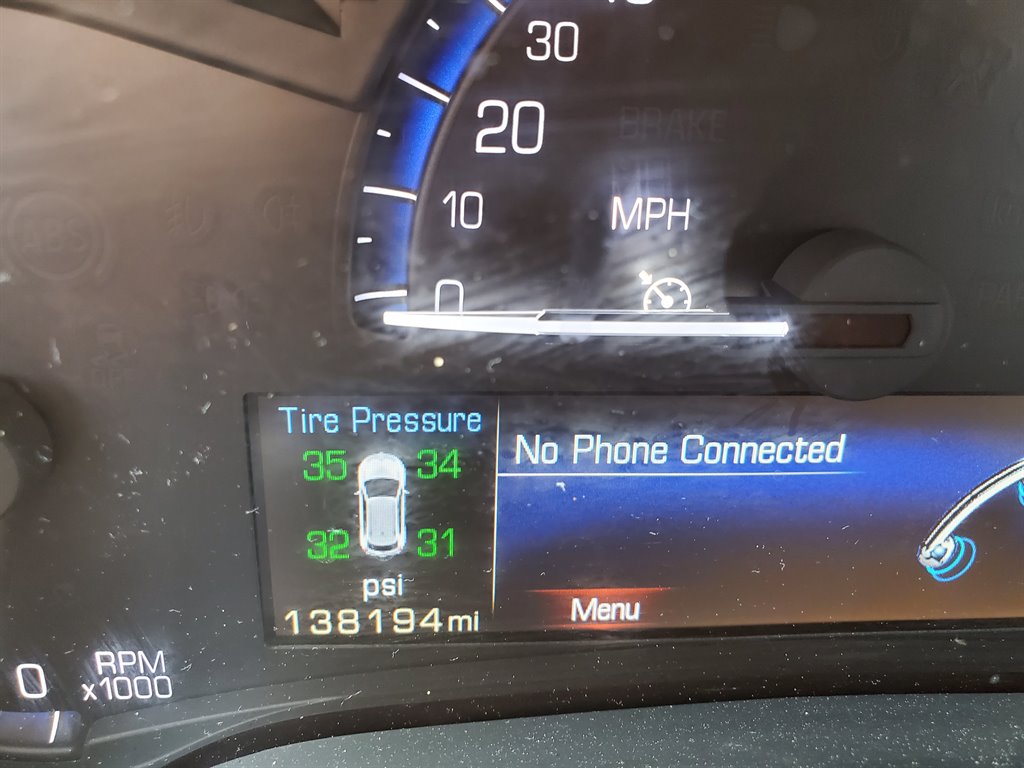 30
20
BRAKE
10
MPH
ABS
0
Tire Pressure
35 34
No Phone Connected
32 31
psi
Menu
138194mi
RPM
0 x1000